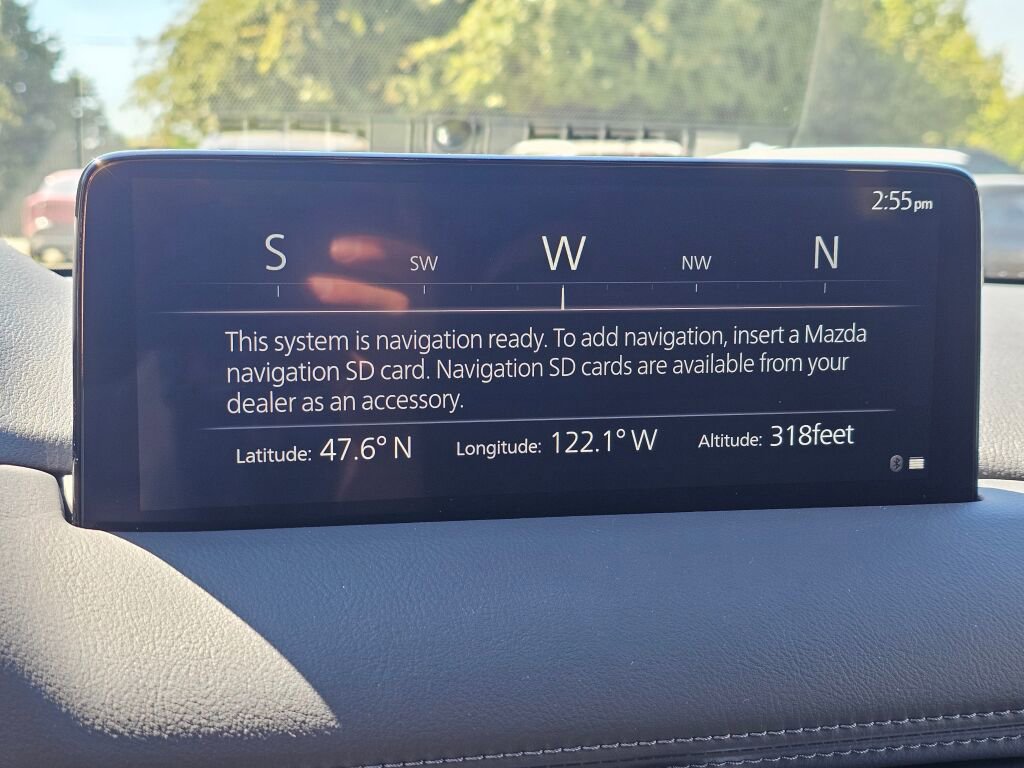 2:55pm
S SW W NW N
This system is navigation ready. To add navigation, insert a Mazda
navigation SD card. Navigation SD cards are available from your
dealer as an accessory.
Latitude: 47.6° N Longitude: 122.1° W Altitude: 318feet